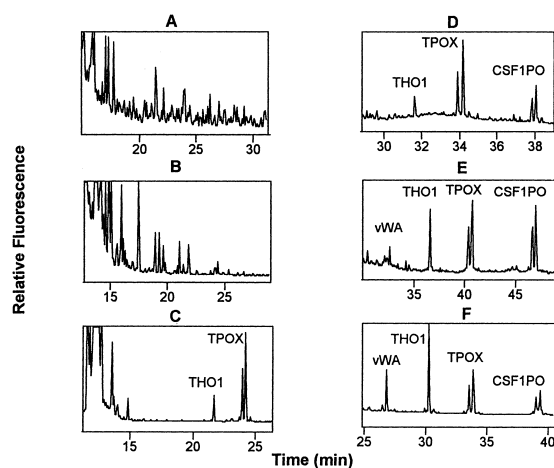 A
20 25 30
B
15 20 25
C
TPOX
THO1
15 20 25
D
TPOX
THO1
CSF1PO
30 32 34 36 38
E
THO1 TPOX CSF1PO
vWA
35 40 45
F
THO1
vWA
TPOX
CSF1PO
25 30 35 40
Relative Fluorescence
Time (min)